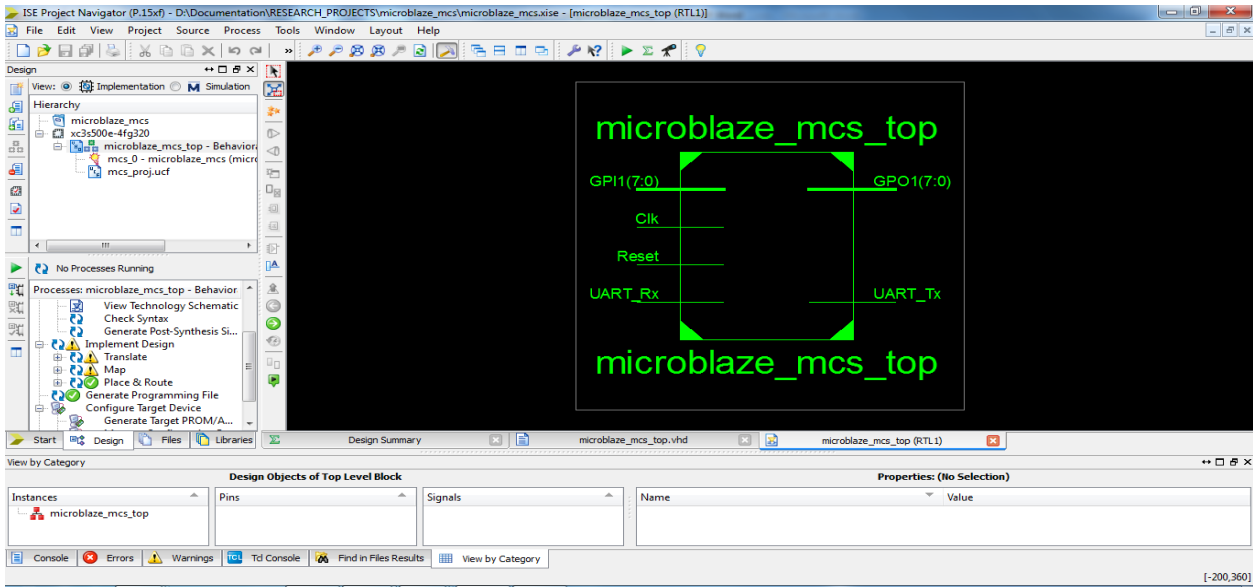 ISE Project Navigator (P.15xf) - D:\Documentation\RESEARCH_PROJECTS\microblaze_mcs\microblaze_mcs.xise - [microblaze_mcs_top (RTL1)]
File Edit View Project Source Process Tools Window Layout Help
Design
View: Implementation Simulation
Hierarchy
microblaze_mcs
xc3s500e-4fg320
microblaze_mcs_top - Behavior
mcs_0 - microblaze_mcs (micro
mcs_proj.ucf
No Processes Running
Processes: microblaze_mcs_top - Behavior
View Technology Schematic
Check Syntax
Generate Post-Synthesis Si...
Implement Design
Translate
Map
Place & Route
Generate Programming File
Configure Target Device
Generate Target PROM/A...
Start Design Files Libraries
microblaze_mcs_top
GPI1(7:0) GPO1(7:0)
Clk
Reset
UART_Rx UART_Tx
microblaze_mcs_top
Design Summary microblaze_mcs_top.vhd microblaze_mcs_top (RTL1)
View by Category
Design Objects of Top Level Block Properties: (No Selection)
Instances Pins Signals Name Value
microblaze_mcs_top
Console Errors Warnings Tcl Console Find in Files Results View by Category
[-200,360]